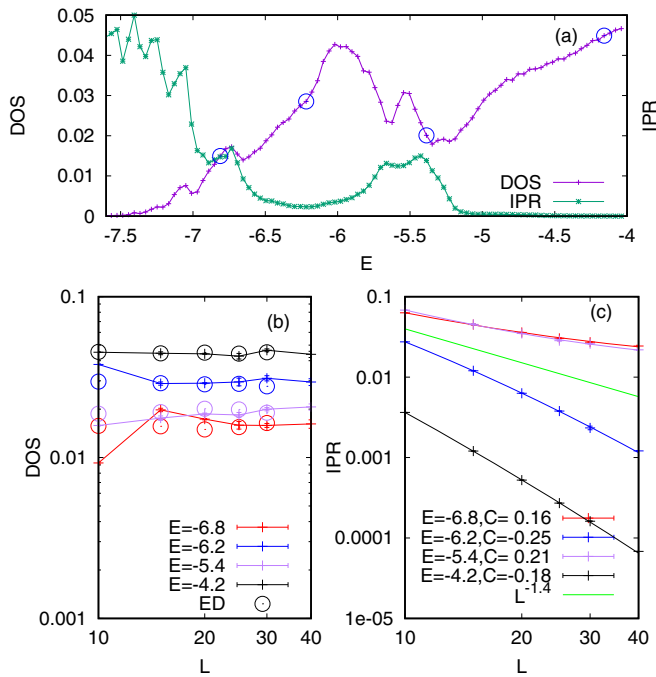 (a)
DOS
IPR
0.05
0.04
0.03
0.02
0.01
0
DOS
IPR
-7.5 -7 -6.5 -6 -5.5 -5 -4.5 -4
E
(b)
DOS
0.1
0.01
0.001
E=-6.8
E=-6.2
E=-5.4
E=-4.2
ED
10 20 30 40
L
(c)
IPR
0.1
0.01
0.001
0.0001
1e-05
E=-6.8,C= 0.16
E=-6.2,C=-0.25
E=-5.4,C= 0.21
E=-4.2,C=-0.18
L^-1.4
10 20 30 40
L